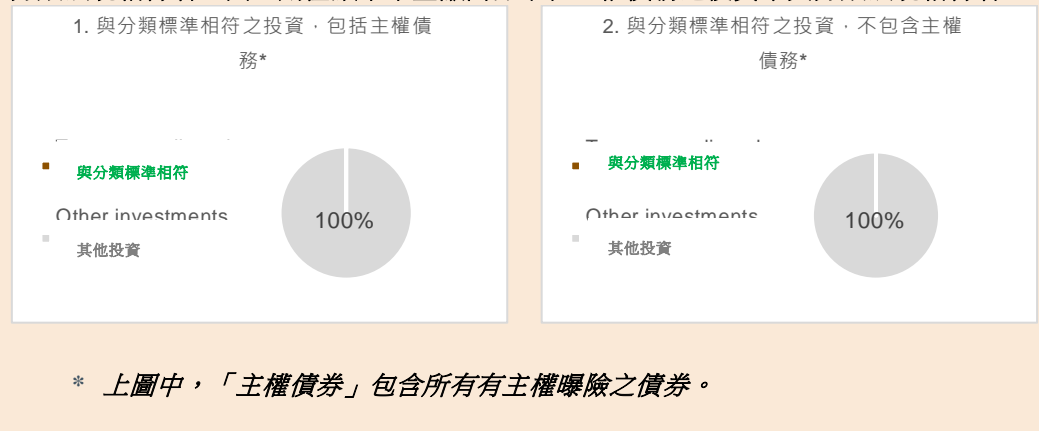 1. 與分類標準相符之投資，包括主權債
務*
與分類標準相符
Other investments
其他投資
100%
2. 與分類標準相符之投資，不包含主權
債務*
與分類標準相符
Other investments
其他投資
100%
* 上圖中，「主權債券」包含所有有主權曝險之債券。